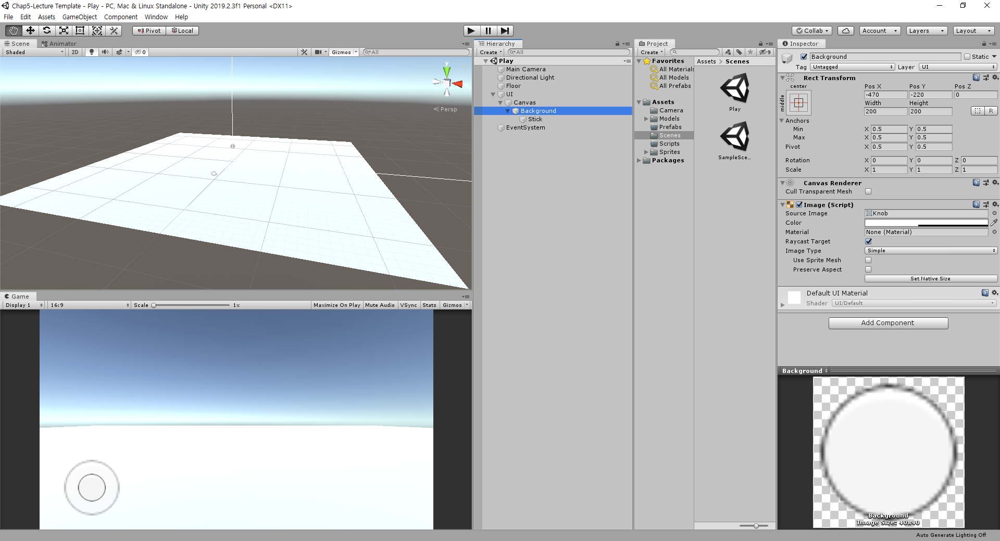 Chap5-Lecture Template - Play - PC, Mac & Linux Standalone - Unity 2019.2.3f1 Personal <DX11>
File Edit Assets GameObject Component Window Help
Pivot Local Collab Account Layers Layout
Scene Animator
Shaded 2D 0 Gizmos All
y
Persp
Game
Display 1 16:9 Scale 1x Maximize On Play Mute Audio VSync Stats Gizmos
Hierarchy
Create All
Play
Main Camera
Directional Light
Floor
UI
Canvas
Background
Stick
EventSystem
Project
Create 9
Favorites
All Materials
All Models
All Prefabs
Assets
Camera
Models
Prefabs
Scenes
Scripts
Sprites
Packages
Assets > Scenes
Play
SampleSce...
Inspector
Background Static
Tag Untagged Layer UI
Rect Transform
center
middle
Pos X Pos Y Pos Z
-470 -220 0
Width Height
200 200 R
Anchors
Min X 0.5 Y 0.5
Max X 0.5 Y 0.5
Pivot X 0.5 Y 0.5
Rotation X 0 Y 0 Z 0
Scale X 1 Y 1 Z 1
Canvas Renderer
Cull Transparent Mesh
Image (Script)
Source Image Knob
Color
Material None (Material)
Raycast Target
Image Type Simple
Use Sprite Mesh
Preserve Aspect
Set Native Size
Default UI Material
Shader UI/Default
Add Component
Background
Background
Image Size: 40x40
Auto Generate Lighting Off